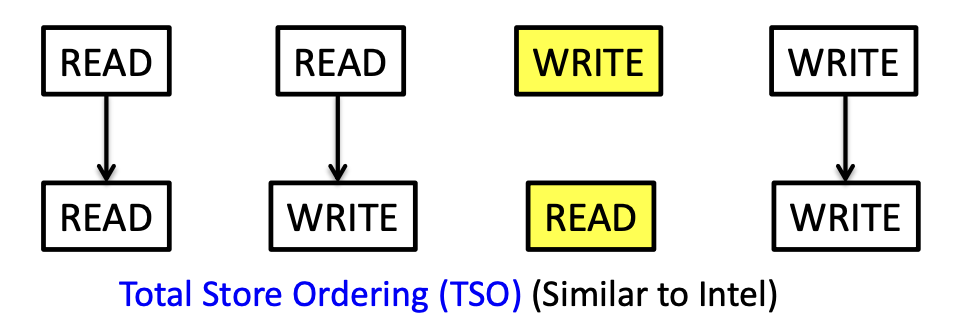 READ READ WRITE WRITE
READ WRITE READ WRITE
Total Store Ordering (TSO) (Similar to Intel)